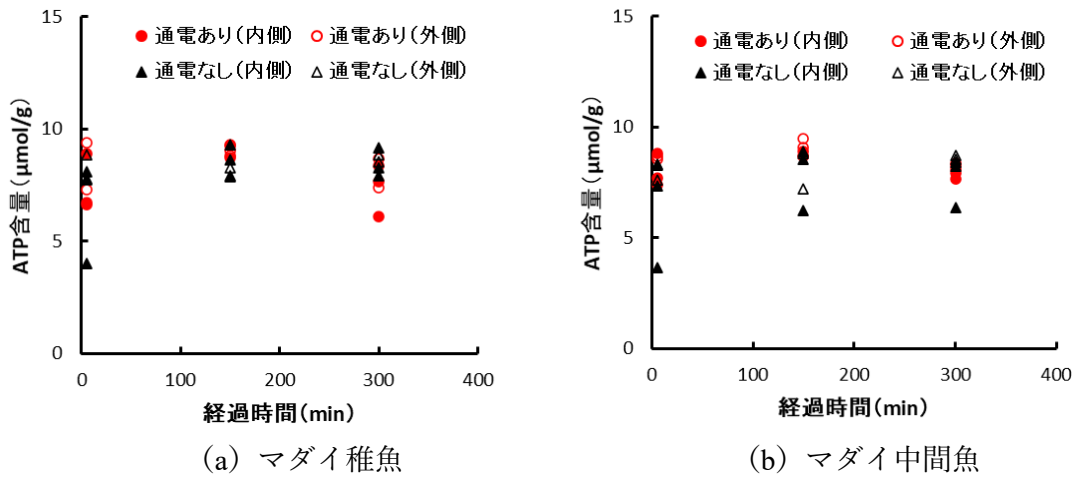 15
10
5
0
ATP含量(μmol/g)
通電あり(内側) 通電あり(外側)
通電なし(内側) 通電なし(外側)
0 100 200 300 400
経過時間(min)
(a) マダイ稚魚
15
10
5
0
ATP含量(μmol/g)
通電あり(内側) 通電あり(外側)
通電なし(内側) 通電なし(外側)
0 100 200 300 400
経過時間(min)
(b) マダイ中間魚